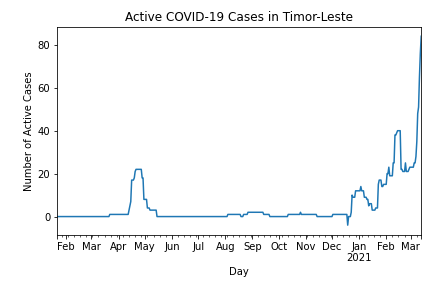 Active COVID-19 Cases in Timor-Leste
Number of Active Cases
80
60
40
20
0
Feb Mar Apr May Jun Jul Aug Sep Oct Nov Dec Jan Feb Mar
2021
Day